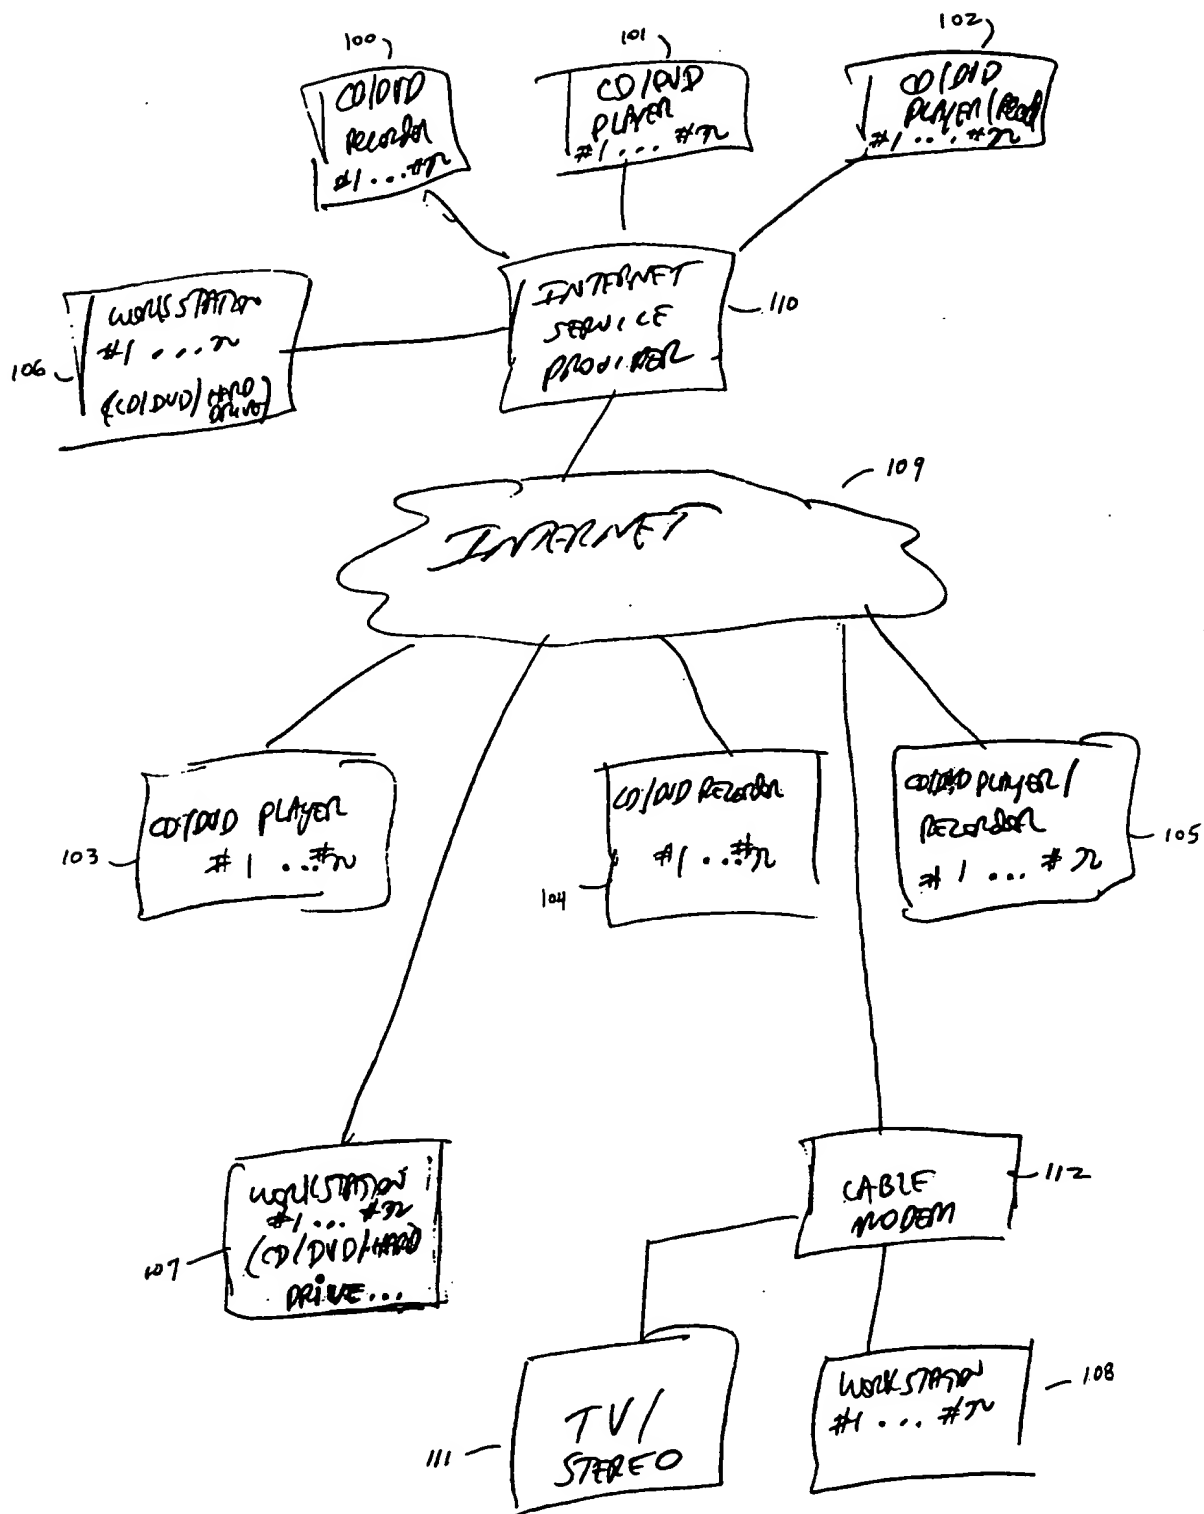 100
101
102
CD/DVD
RECORDER
#1 ... #n
CD/DVD
PLAYER
#1 ... #n
CD/DVD
PLAYER/
#1 ... #n
INTERNET
SERVICE
PROVIDER
110
WORKSTATION
#1 ... n
(CD/DVD/HARD
DRIVE)
106
109
INTERNET
CD/DVD PLAYER
#1 ... #n
103
CD/DVD RECORDER
#1 ... #n
104
CD/DVD PLAYER/
RECORDER
#1 ... #n
105
WORKSTATION
#1 ... #n
(CD/DVD/HARD
DRIVE...
107
CABLE
MODEM
112
TV/
STEREO
111
WORKSTATION
#1 ... #n
108